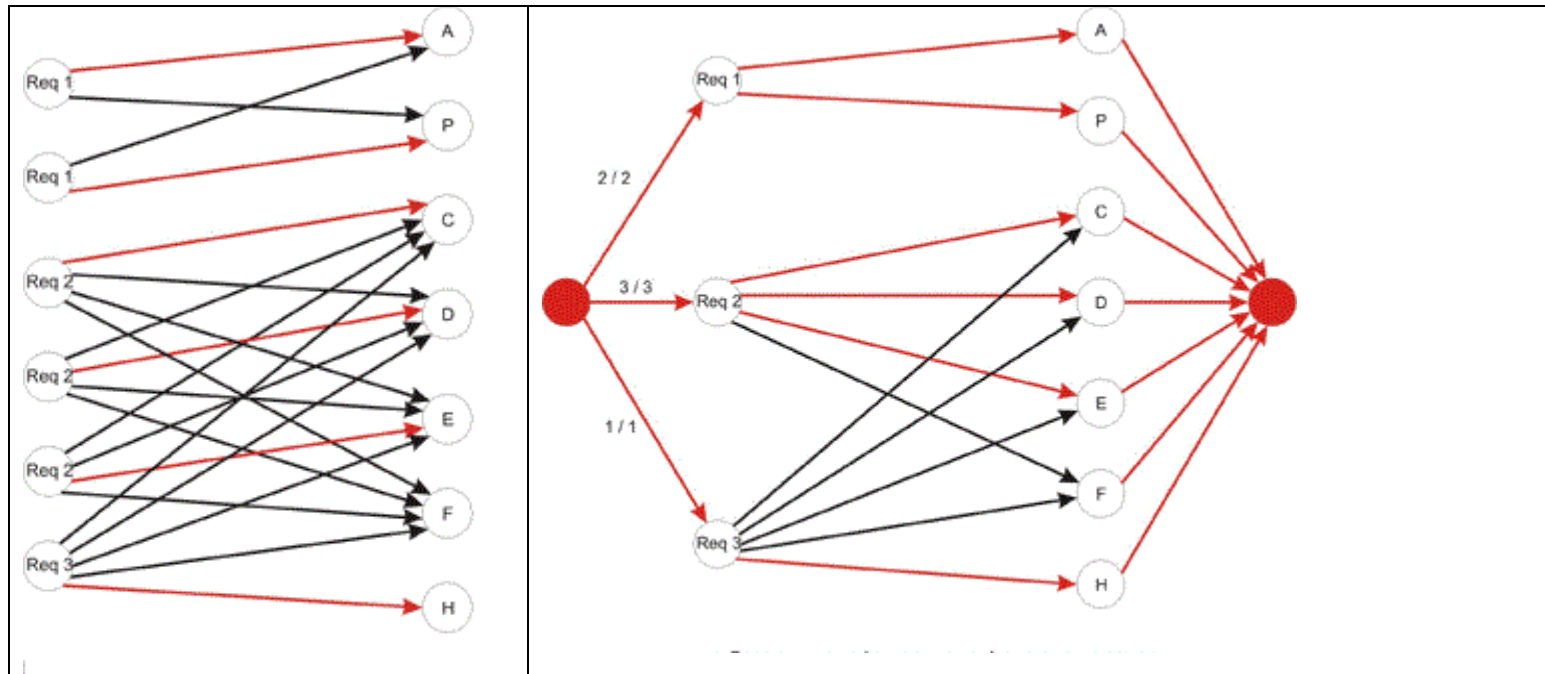 A
Req 1
P
Req 1
C
Req 2
D
Req 2
E
Req 2
F
Req 3
H
A
Req 1
P
2 / 2
C
3 / 3
Req 2
D
E
1 / 1
F
Req 3
H